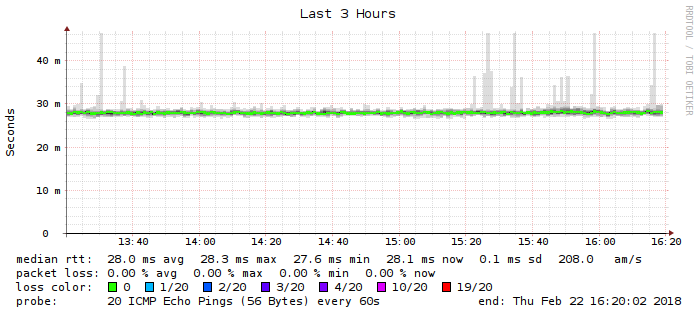 Last 3 Hours
RRDTOOL / TOBI OETIKER
Seconds
40 m
30 m
20 m
10 m
0
13:40 14:00 14:20 14:40 15:00 15:20 15:40 16:00 16:20
median rtt: 28.0 ms avg 28.3 ms max 27.6 ms min 28.1 ms now 0.1 ms sd 208.0 am/s
packet loss: 0.00 % avg 0.00 % max 0.00 % min 0.00 % now
loss color: 0 1/20 2/20 3/20 4/20 10/20 19/20
probe: 20 ICMP Echo Pings (56 Bytes) every 60s end: Thu Feb 22 16:20:02 2018